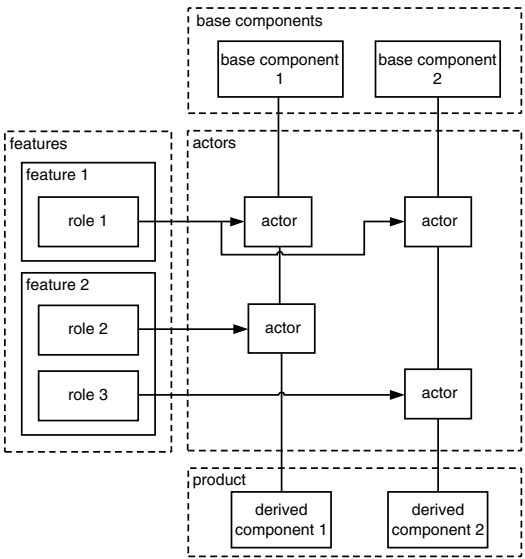 base components
base component
1
base component
2
features
actors
feature 1
role 1
actor
actor
feature 2
role 2
actor
role 3
actor
product
derived
component 1
derived
component 2